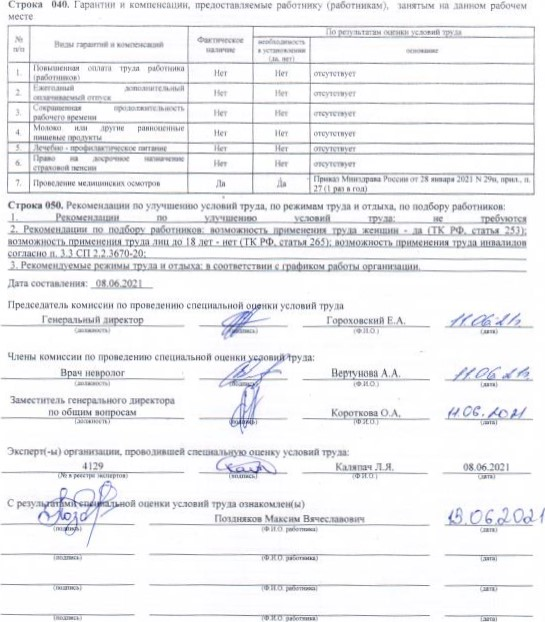 Строка 040. Гарантии и компенсации, предоставляемые работнику (работникам), занятым на данном рабочем
месте
№ п/п Виды гарантий и компенсаций Фактическое наличие По результатам оценки условий труда
необходимость в установлении (да, нет) основание
1. Повышенная оплата труда работника (работников) Нет Нет отсутствует
2. Ежегодный дополнительный оплачиваемый отпуск Нет Нет отсутствует
3. Сокращенная продолжительность рабочего времени Нет Нет отсутствует
4. Молоко или другие равноценные пищевые продукты Нет Нет отсутствует
5. Лечебно - профилактическое питание Нет Нет отсутствует
6. Право на досрочное назначение страховой пенсии Нет Нет отсутствует
7. Проведение медицинских осмотров Да Да Приказ Минздрава России от 28 января 2021 N 29н, прил., п. 27 (1 раз в год)
Строка 050. Рекомендации по улучшению условий труда, по режимам труда и отдыха, по подбору работников:
1. Рекомендации по улучшению условий труда: не требуются
2. Рекомендации по подбору работников: возможность применения труда женщин - да (ТК РФ, статья 253);
возможность применения труда лиц до 18 лет - нет (ТК РФ, статья 265); возможность применения труда инвалидов
согласно п. 3.3 СП 2.2.3670-20;
3. Рекомендуемые режимы труда и отдыха: в соответствии с графиком работы организации.
Дата составления: 08.06.2021
Председатель комиссии по проведению специальной оценки условий труда
Генеральный директор Гороховский Е.А. 11.06.21г
(должность) (подпись) (Ф.И.О.) (дата)
Члены комиссии по проведению специальной оценки условий труда:
Врач невролог Вертунова А.А. 11.06.21г
(должность) (подпись) (Ф.И.О.) (дата)
Заместитель генерального директора
по общим вопросам Короткова О.А. 11.06.2021
(должность) (подпись) (Ф.И.О.) (дата)
Эксперт(-ы) организации, проводившей специальную оценку условий труда:
4129 Каляпач Л.Я. 08.06.2021
(№ в реестре экспертов) (подпись) (Ф.И.О.) (дата)
С результатами специальной оценки условий труда ознакомлен(ы)
Поздняков Максим Вячеславович 13.06.2021
(подпись) (Ф.И.О. работника) (дата)
(подпись) (Ф.И.О. работника) (дата)
(подпись) (Ф.И.О. работника) (дата)
(подпись) (Ф.И.О. работника) (дата)